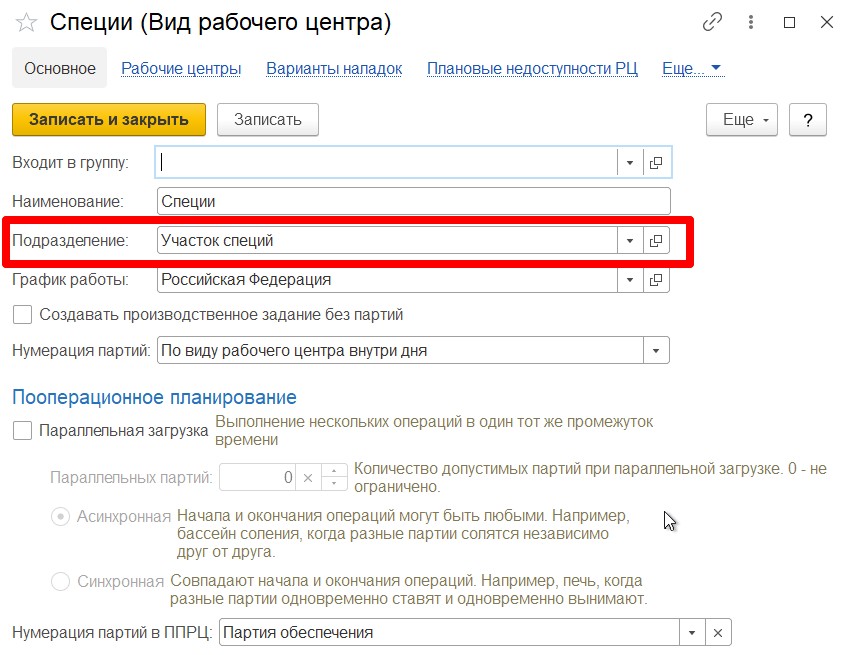 Специи (Вид рабочего центра)
Основное Рабочие центры Варианты наладок Плановые недоступности РЦ Еще...
Записать и закрыть Записать Еще ?
Входит в группу:
Наименование: Специи
Подразделение: Участок специй
График работы: Российская Федерация
Создавать производственное задание без партий
Нумерация партий: По виду рабочего центра внутри дня
Пооперационное планирование
Параллельная загрузка Выполнение нескольких операций в один тот же промежуток
времени
Параллельных партий: 0 Количество допустимых партий при параллельной загрузке. 0 - не
ограничено.
Асинхронная Начала и окончания операций могут быть любыми. Например,
бассейн соления, когда разные партии солятся независимо
друг от друга.
Синхронная Совпадают начала и окончания операций. Например, печь, когда
разные партии одновременно ставят и одновременно вынимают.
Нумерация партий в ППРЦ: Партия обеспечения